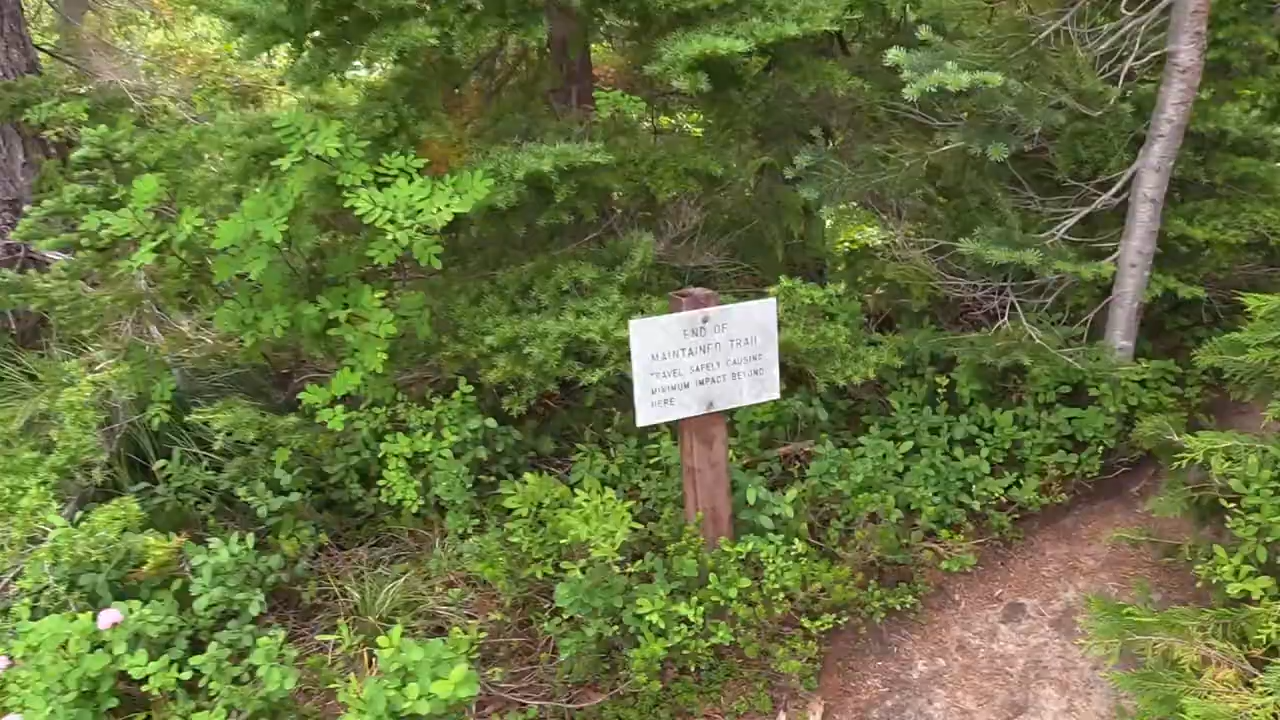 END OF
MAINTAINED TRAIL
TRAVEL SAFELY CAUSING
MINIMUM IMPACT BEYOND
HERE